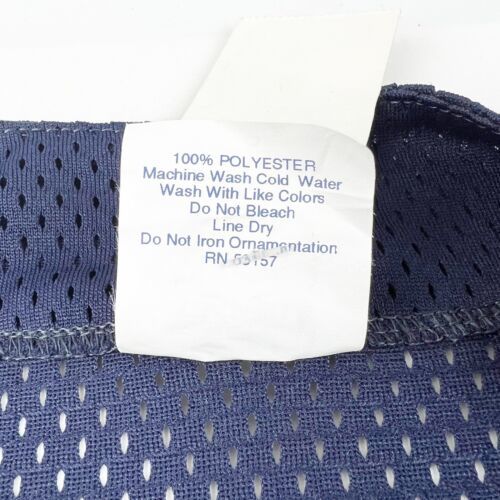 100% POLYESTER
Machine Wash Cold Water
Wash With Like Colors
Do Not Bleach
Line Dry
Do Not Iron Ornamentation
RN